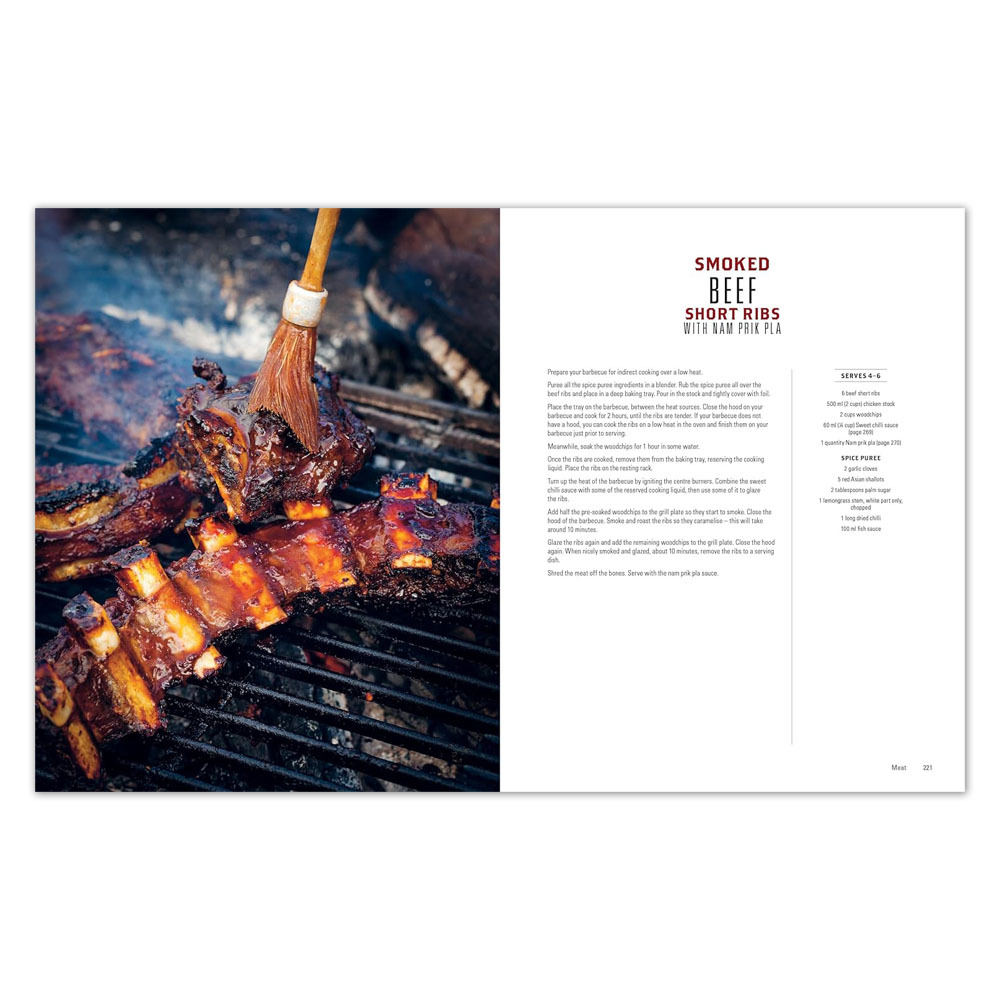 SMOKED
BEEF
SHORT RIBS
WITH NAM PRIK PLA
Prepare your barbecue for indirect cooking over a low heat.
Puree all the spice puree ingredients in a blender. Rub the spice puree all over the
beef ribs and place in a deep baking tray. Pour in the stock and tightly cover with foil.
Place the tray on the barbecue, between the heat sources. Close the hood on your
barbecue and cook for 2 hours, until the ribs are tender. If your barbecue does not
have a hood, you can cook the ribs on a low heat in the oven and finish them on your
barbecue just prior to serving.
Meanwhile, soak the woodchips for 1 hour in some water.
Once the ribs are cooked, remove them from the baking tray, reserving the cooking
liquid. Place the ribs on the resting rack.
Turn up the heat of the barbecue by igniting the centre burners. Combine the sweet
chilli sauce with some of the reserved cooking liquid, then use some of it to glaze
the ribs.
Add half the pre-soaked woodchips to the grill plate so they start to smoke. Close the
hood of the barbecue. Smoke and roast the ribs so they caramelise – this will take
around 10 minutes.
Glaze the ribs again and add the remaining woodchips to the grill plate. Close the hood
again. When nicely smoked and glazed, about 10 minutes, remove the ribs to a serving
dish.
Shred the meat off the bones. Serve with the nam prik pla sauce.
SERVES 4–6
6 beef short ribs
500 ml (2 cups) chicken stock
2 cups woodchips
60 ml (¼ cup) Sweet chilli sauce
(page 269)
1 quantity Nam prik pla (page 270)
SPICE PUREE
2 garlic cloves
5 red Asian shallots
2 tablespoons palm sugar
1 lemongrass stem, white part only,
chopped
1 long dried chilli
100 ml fish sauce
Meat 221